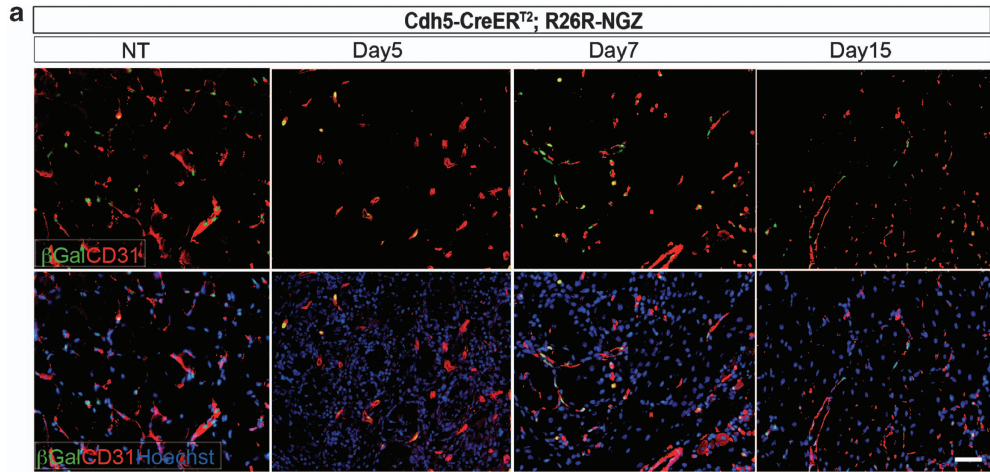 a
Cdh5-CreERᵀ²; R26R-NGZ
NT Day5 Day7 Day15
βGalCD31
βGalCD31Hoechst